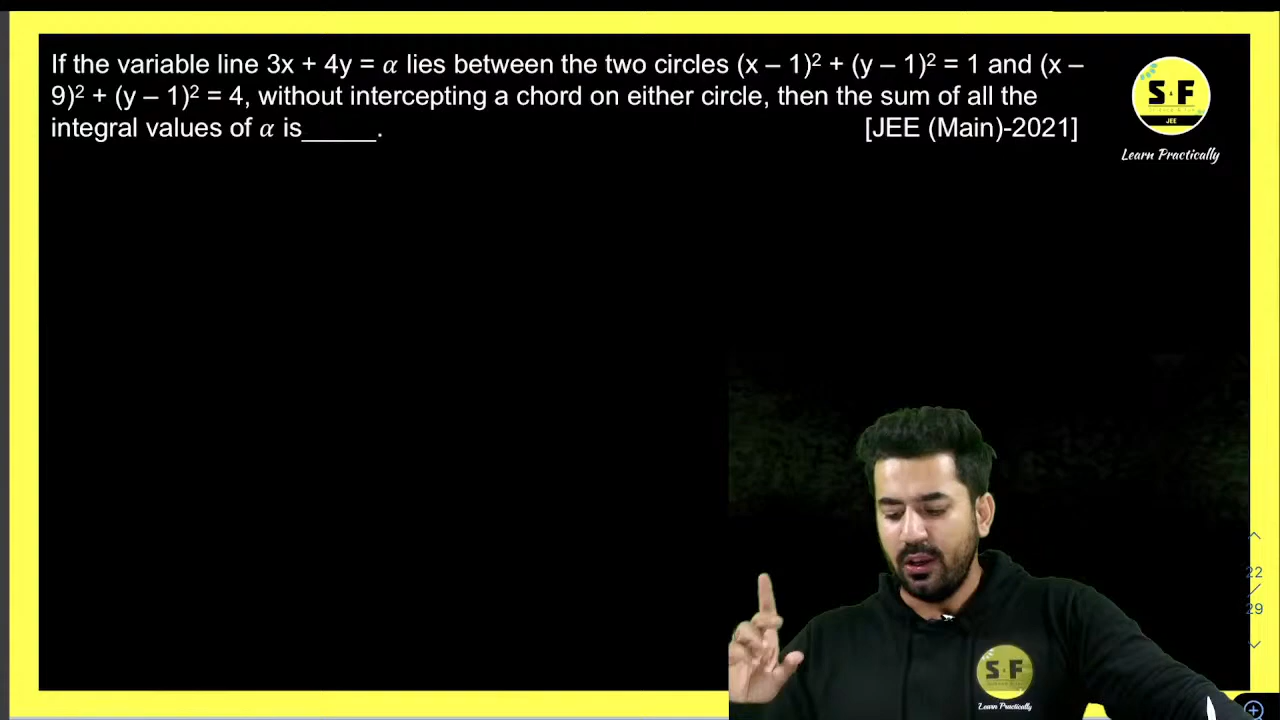 If the variable line 3x + 4y = α lies between the two circles (x – 1)² + (y – 1)² = 1 and (x –
9)² + (y – 1)² = 4, without intercepting a chord on either circle, then the sum of all the
integral values of α is_____.
[JEE (Main)-2021]
S&F
JEE
Learn Practically
22
29
S&F
Learn Practically